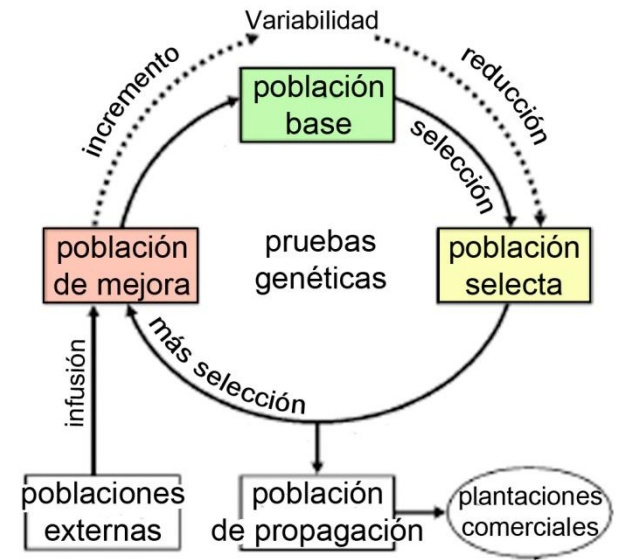 Variabilidad
incremento
reducción
población
base
selección
población
de mejora
pruebas
genéticas
población
selecta
más selección
infusión
poblaciones
externas
población
de propagación
plantaciones
comerciales